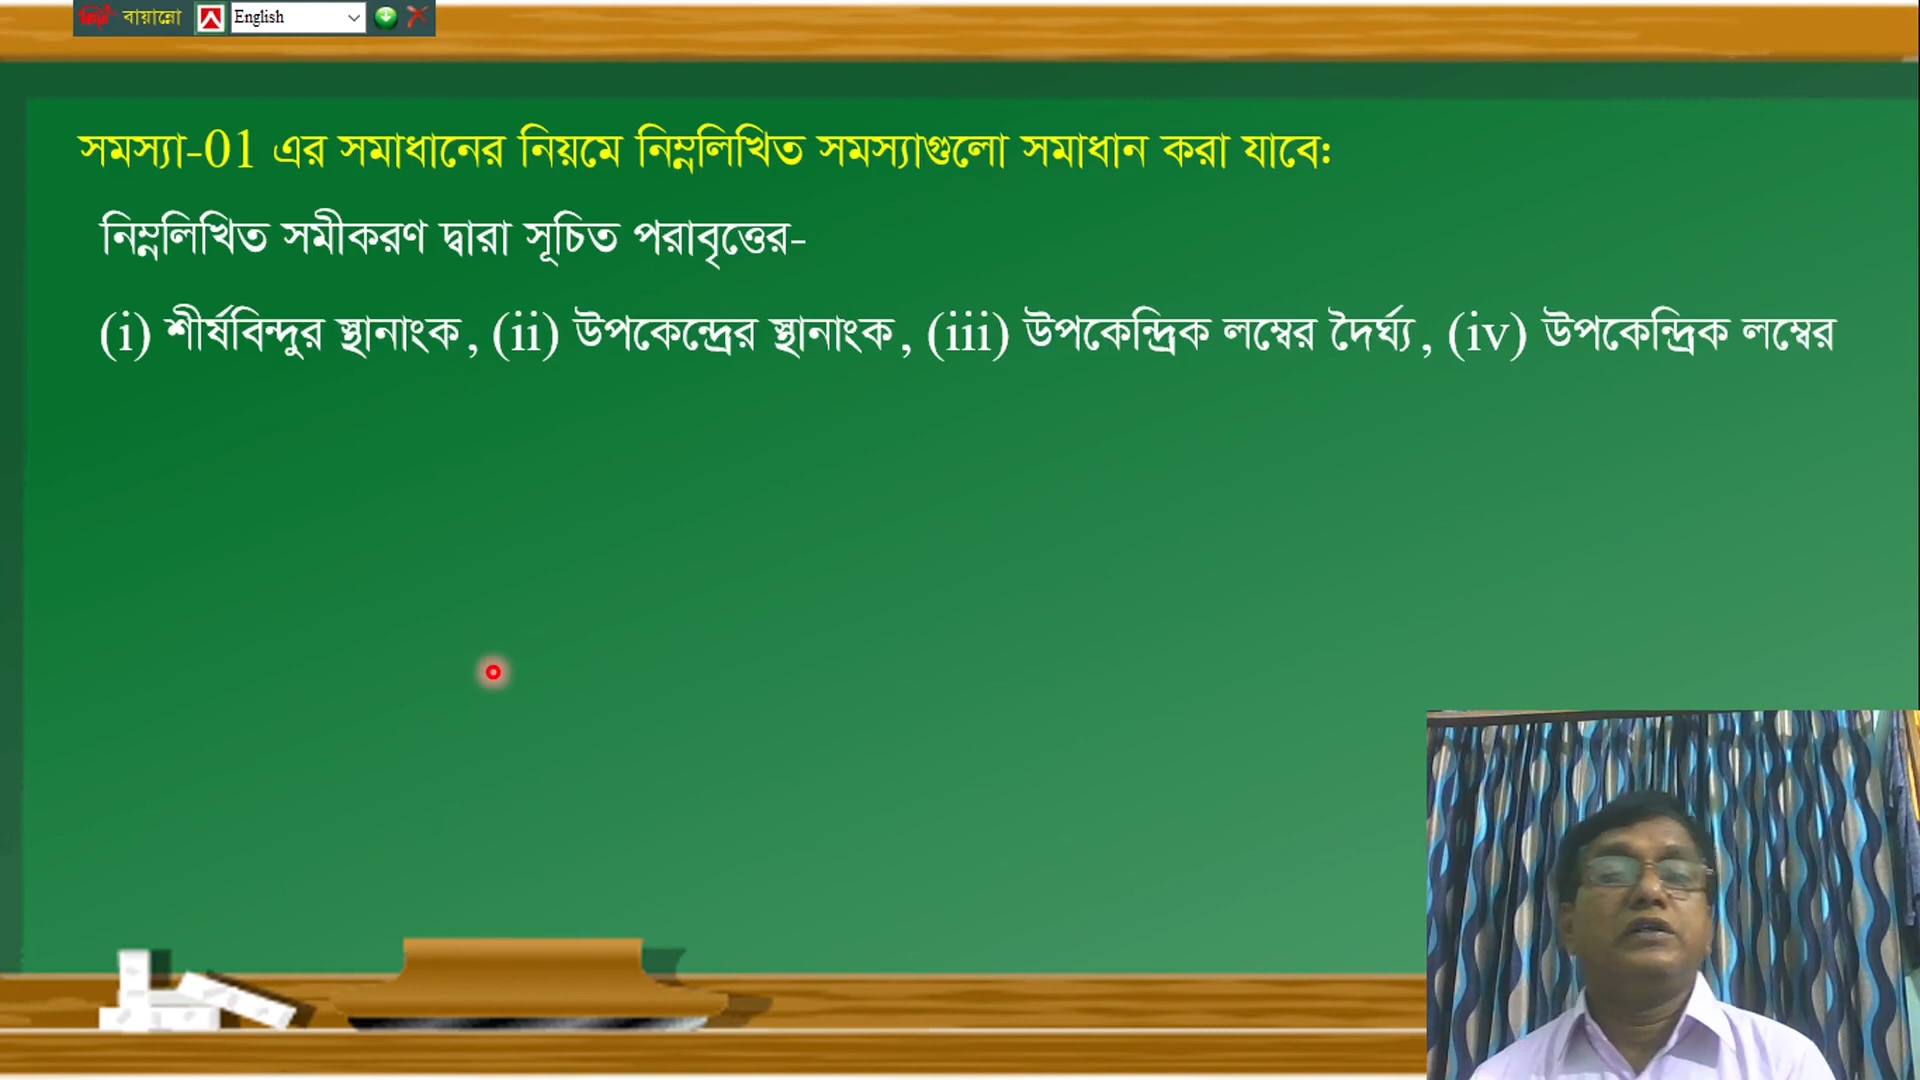 বায়ান্নো English
সমস্যা-01 এর সমাধানের নিয়মে নিম্নলিখিত সমস্যাগুলো সমাধান করা যাবেঃ
নিম্নলিখিত সমীকরণ দ্বারা সূচিত পরাবৃত্তের-
(i) শীর্ষবিন্দুর স্থানাংক, (ii) উপকেন্দ্রের স্থানাংক, (iii) উপকেন্দ্রিক লম্বের দৈর্ঘ্য, (iv) উপকেন্দ্রিক লম্বের